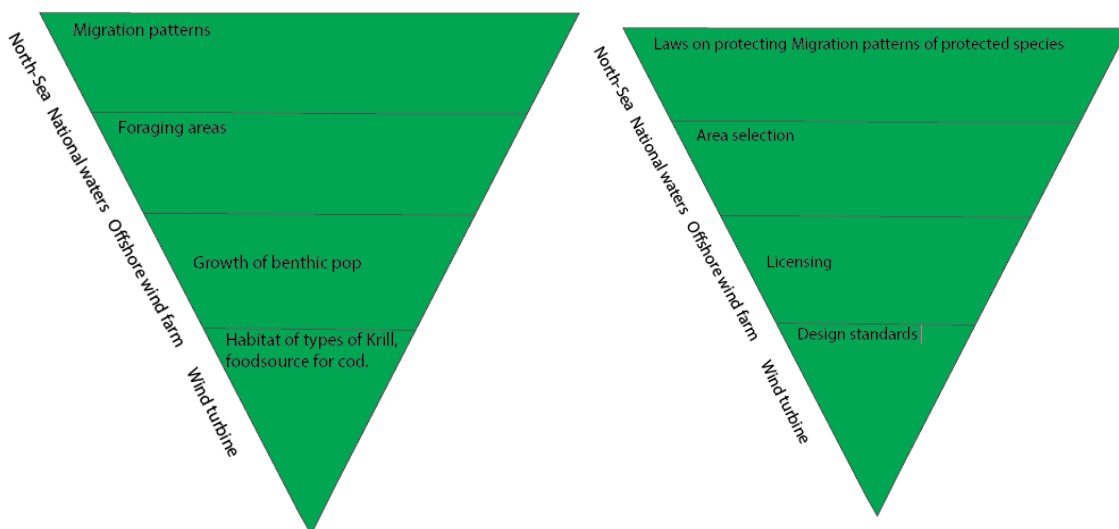 Migration patterns
Foraging areas
Growth of benthic pop
Habitat of types of Krill,
foodsource for cod.
North-Sea National waters Offshore wind farm Wind turbine
Laws on protecting Migration patterns of protected species
Area selection
Licensing
Design standards
North-Sea National waters Offshore wind farm Wind turbine